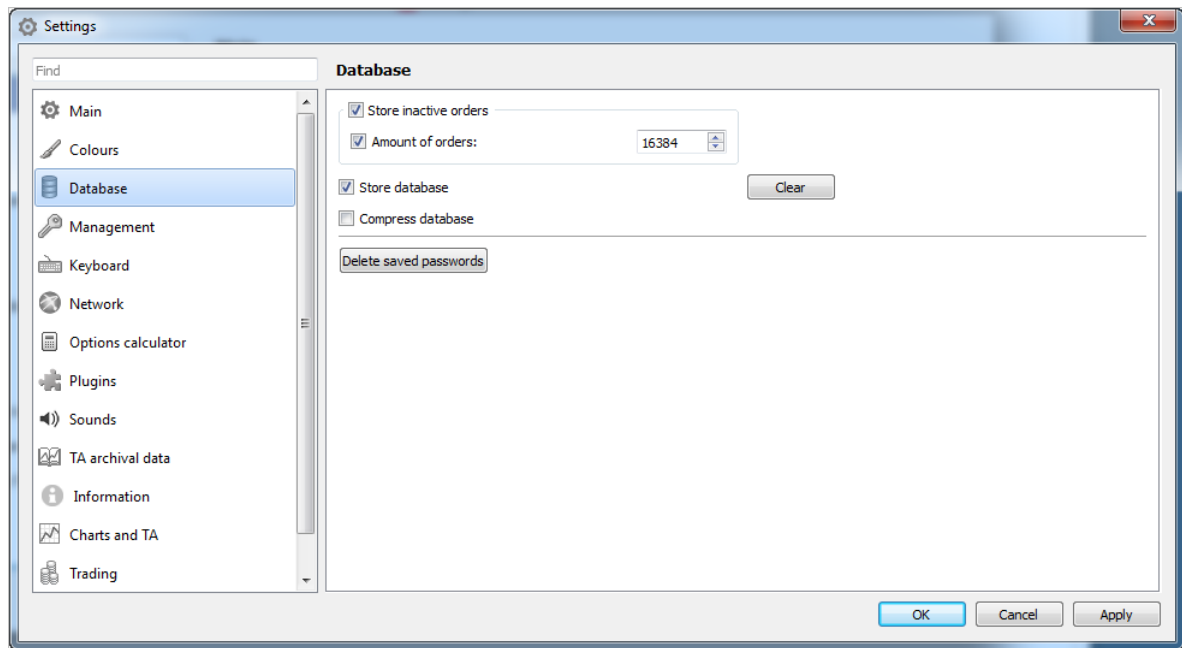 Settings
Find
Main
Colours
Database
Management
Keyboard
Network
Options calculator
Plugins
Sounds
TA archival data
Information
Charts and TA
Trading
Database
Store inactive orders
Amount of orders: 16384
Store database Clear
Compress database
Delete saved passwords
OK Cancel Apply